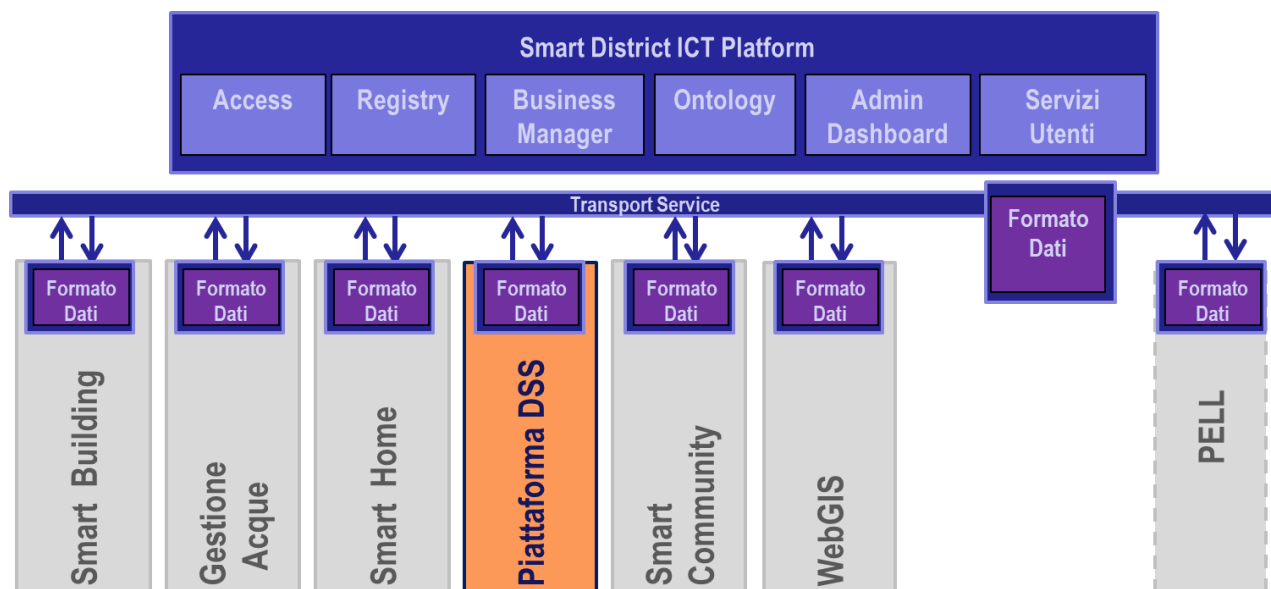 Smart District ICT Platform
Access
Registry
Business
Manager
Ontology
Admin
Dashboard
Servizi
Utenti
Transport Service
Formato
Dati
Formato
Dati
Formato
Dati
Formato
Dati
Formato
Dati
Formato
Dati
Formato
Dati
Formato
Dati
Smart Building
Gestione
Acque
Smart Home
Piattaforma DSS
Smart
Community
WebGIS
PELL